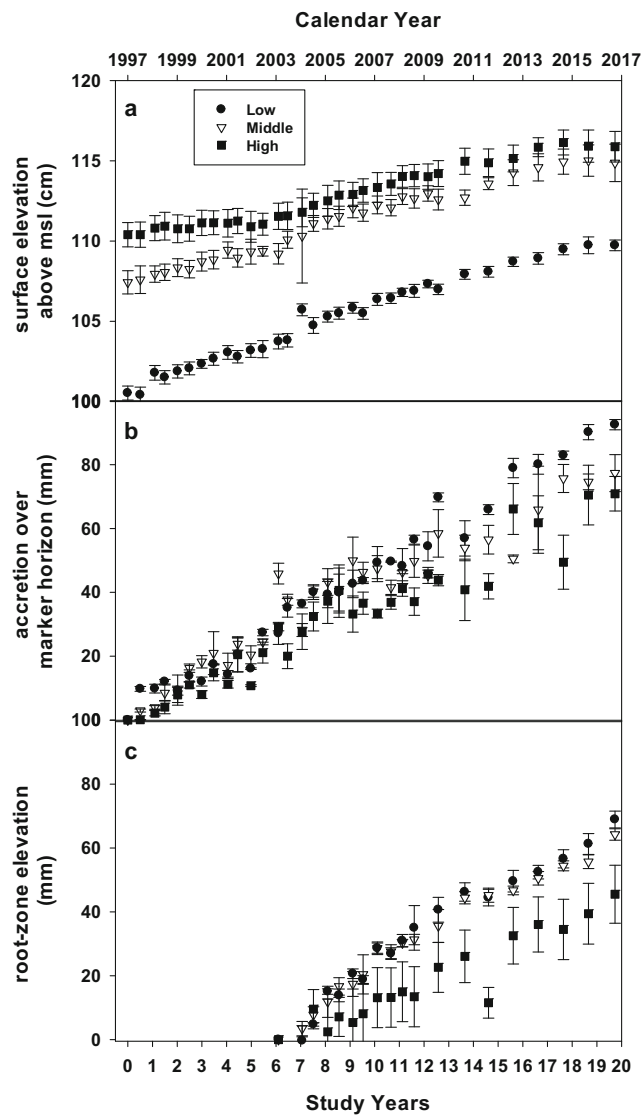 Calendar Year
1997 1999 2001 2003 2005 2007 2009 2011 2013 2015 2017
a
Low
Middle
High
surface elevation
above msl (cm)
120
115
110
105
100
b
accretion over
marker horizon (mm)
100
80
60
40
20
0
c
root-zone elevation
(mm)
100
80
60
40
20
0
0 1 2 3 4 5 6 7 8 9 10 11 12 13 14 15 16 17 18 19 20
Study Years